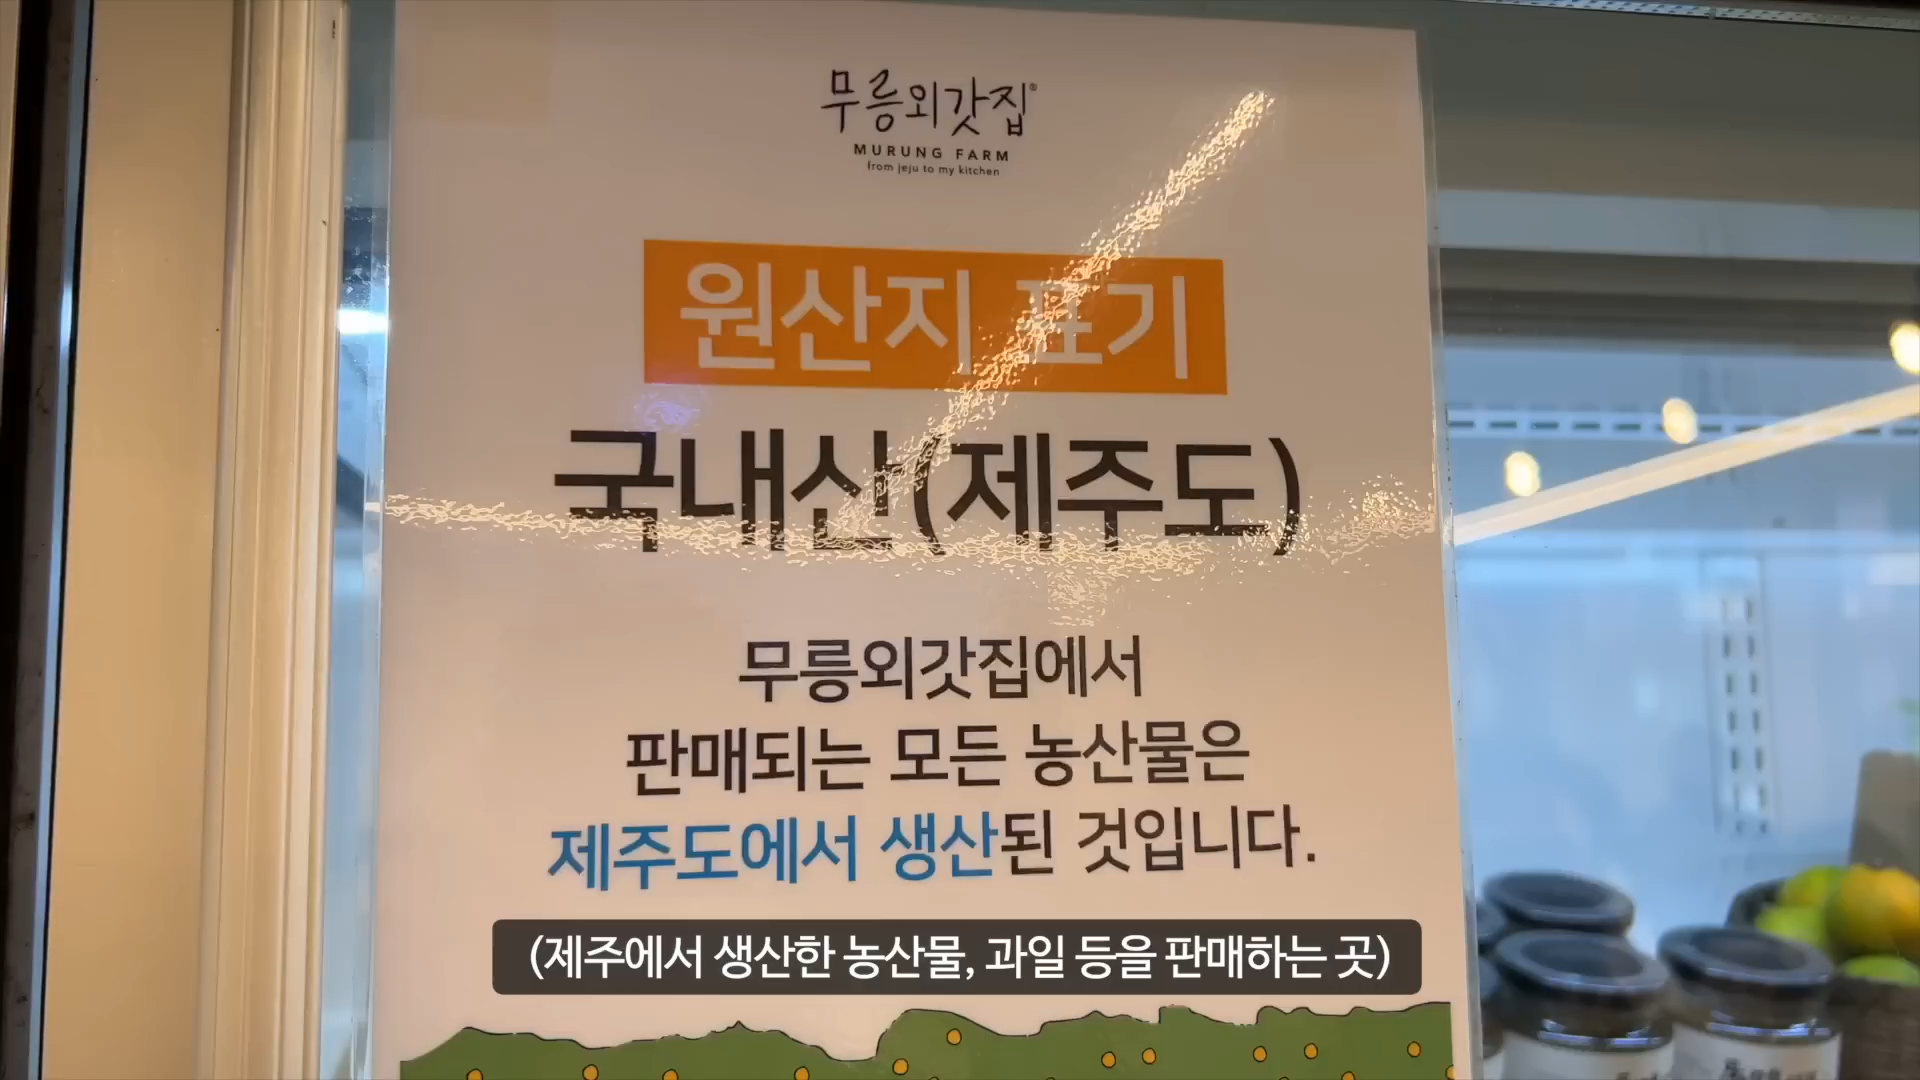 무릉외갓집®
MURUNG FARM
from jeju to my kitchen
원산지 표기
국내산(제주도)
무릉외갓집에서
판매되는 모든 농산물은
제주도에서 생산된 것입니다.
(제주에서 생산한 농산물, 과일 등을 판매하는 곳)